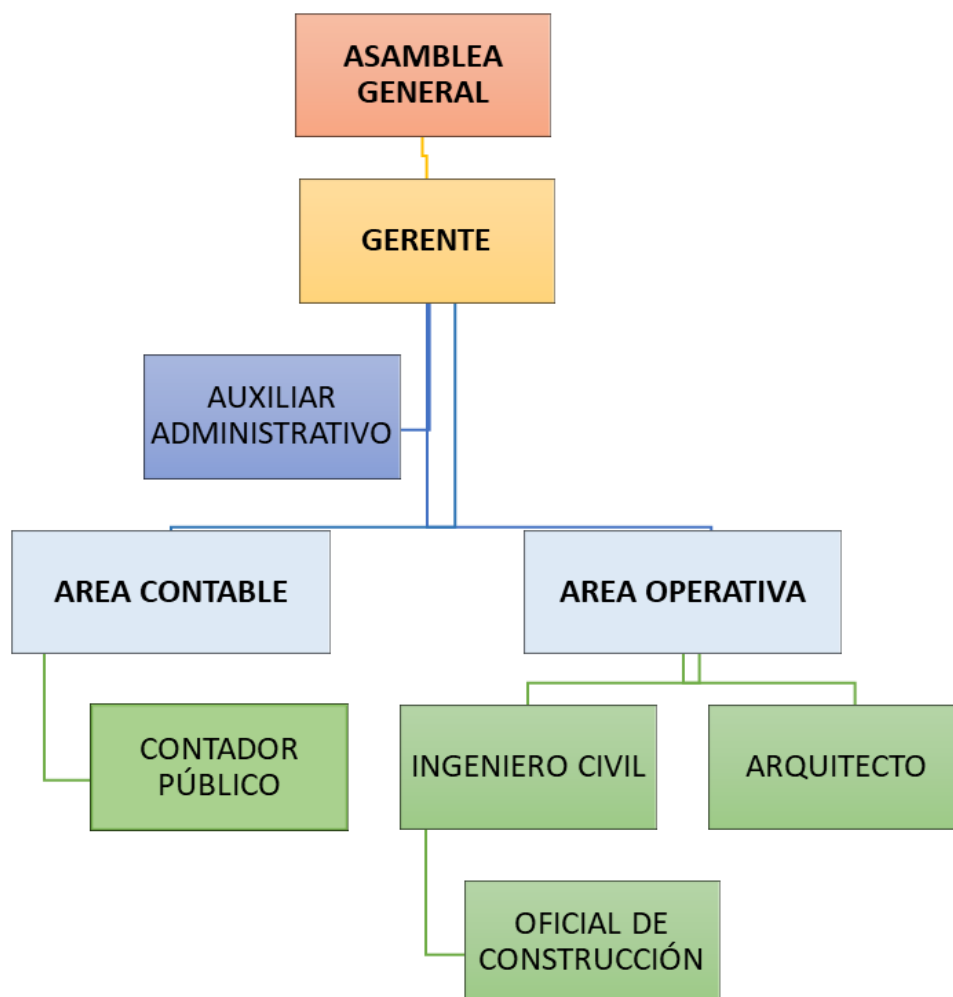 ASAMBLEA
GENERAL
GERENTE
AUXILIAR
ADMINISTRATIVO
AREA CONTABLE
AREA OPERATIVA
CONTADOR
PÚBLICO
INGENIERO CIVIL
ARQUITECTO
OFICIAL DE
CONSTRUCCIÓN